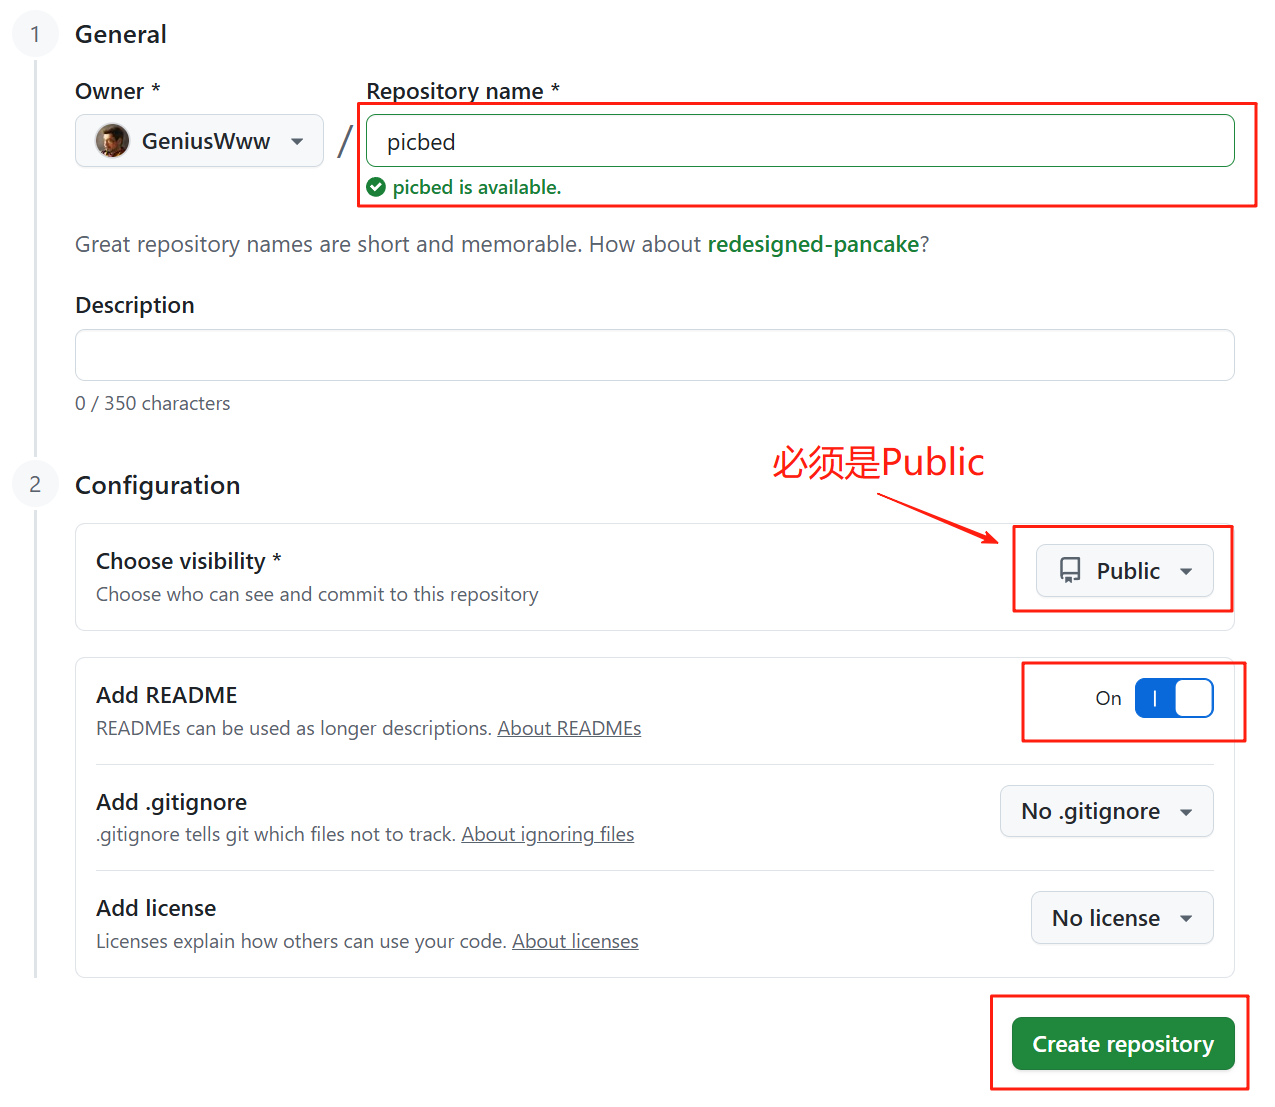 1 General
Owner * Repository name *
GeniusWww / picbed
picbed is available.
Great repository names are short and memorable. How about redesigned-pancake?
Description
0 / 350 characters
必须是Public
2 Configuration
Choose visibility *
Choose who can see and commit to this repository
Public
Add README
READMEs can be used as longer descriptions. About READMEs
On
Add .gitignore
.gitignore tells git which files not to track. About ignoring files
No .gitignore
Add license
Licenses explain how others can use your code. About licenses
No license
Create repository